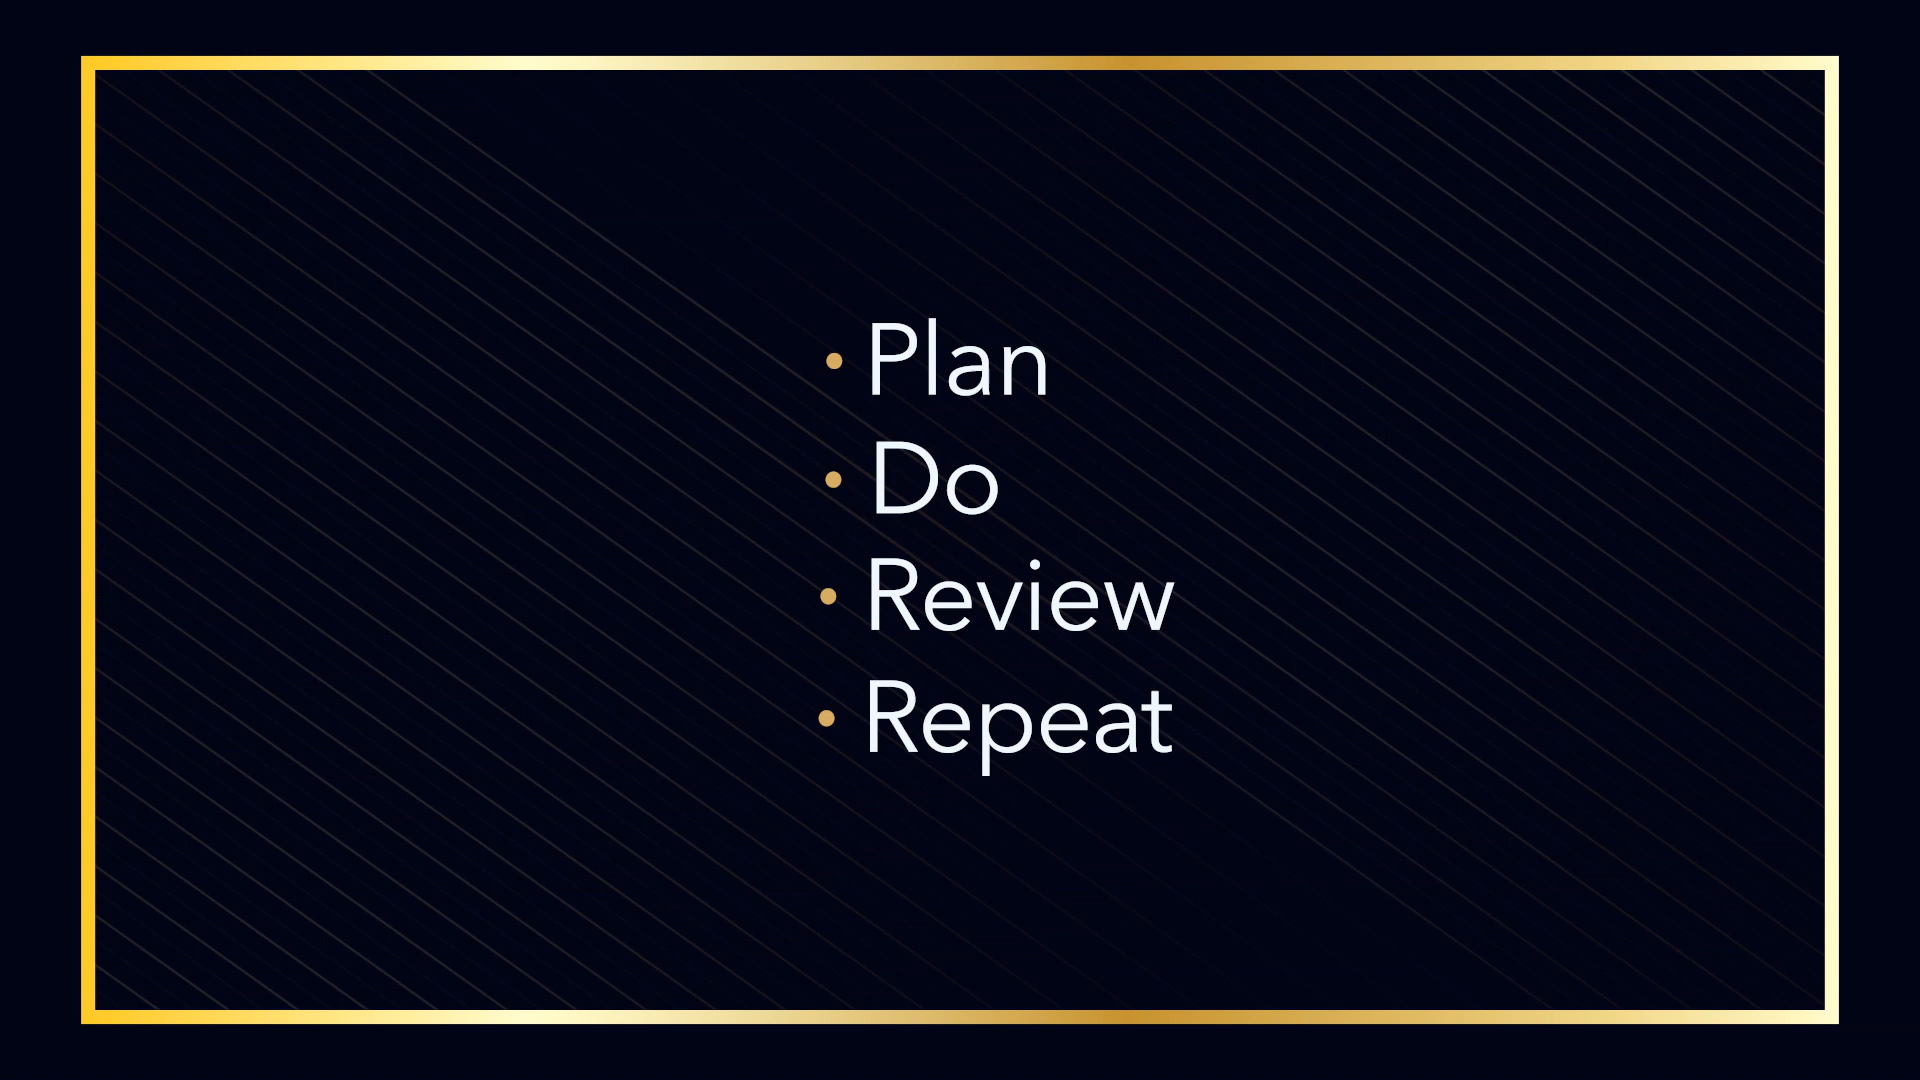 • Plan
• Do
• Review
• Repeat